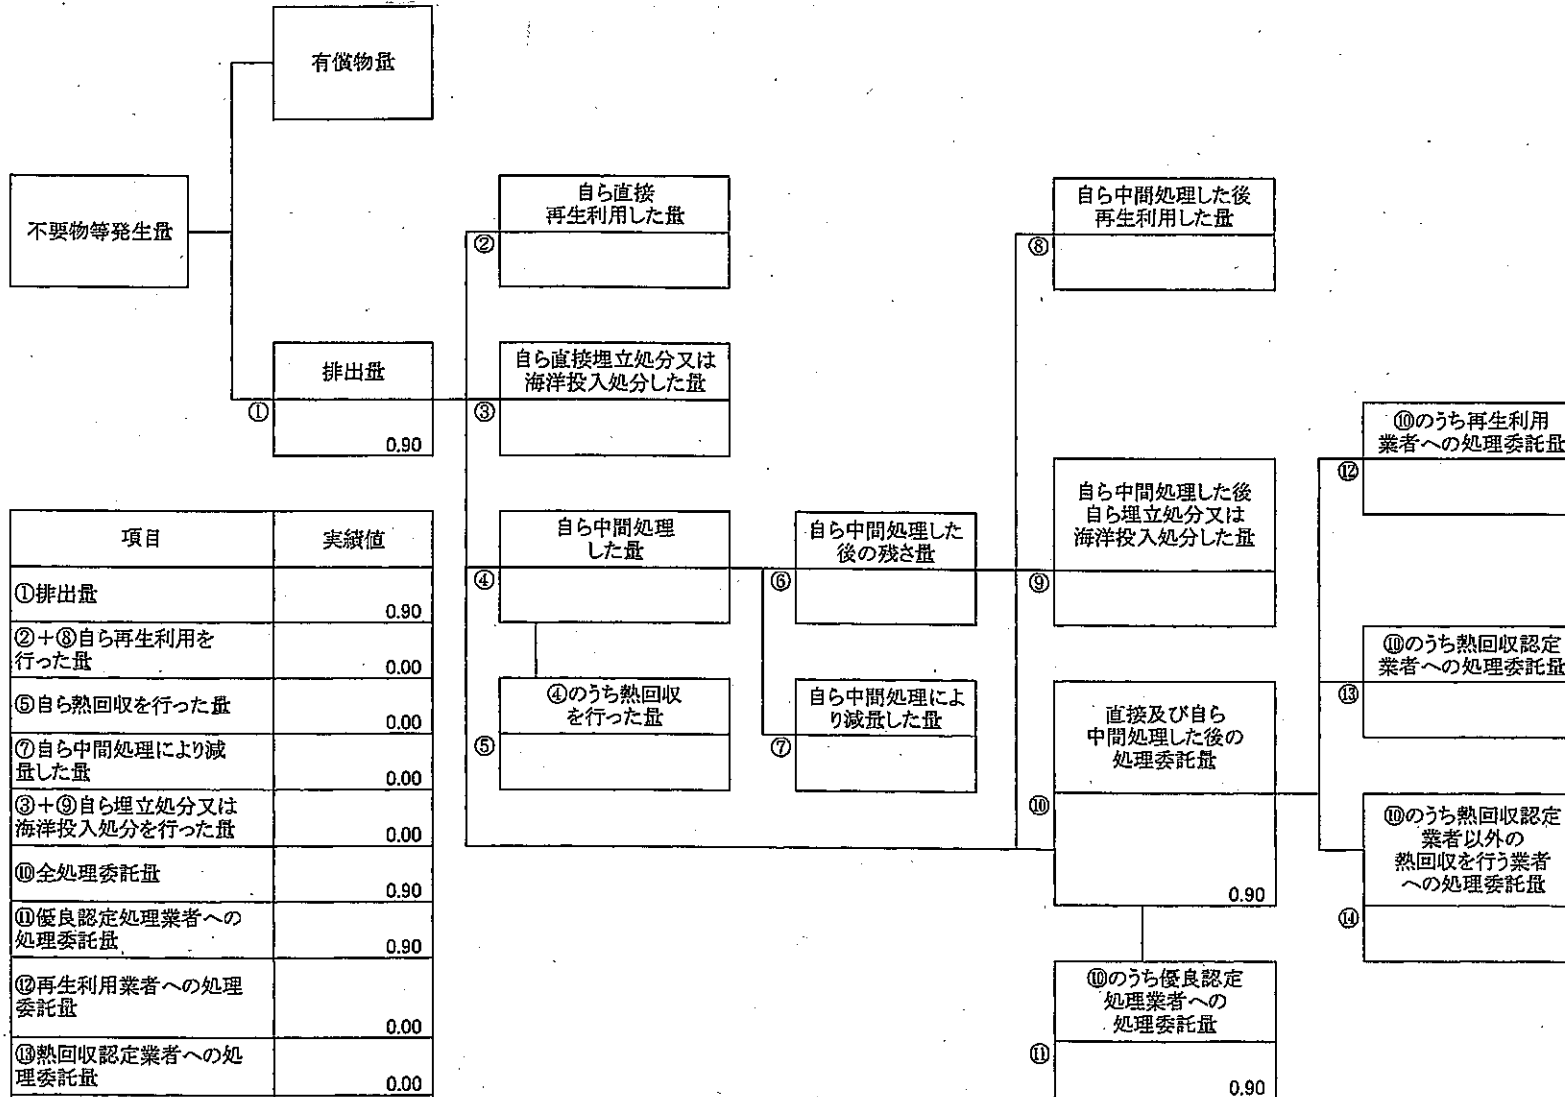 有償物量
不要物等発生量
排出量
①
0.90
自ら直接
再生利用した量
②
自ら直接埋立処分又は
海洋投入処分した量
③
自ら中間処理
した量
④
④のうち熱回収
を行った量
⑤
自ら中間処理した
後の残さ量
⑥
自ら中間処理によ
り減量した量
⑦
自ら中間処理した後
再生利用した量
⑧
自ら中間処理した後
自ら埋立処分又は
海洋投入処分した量
⑨
直接及び自ら
中間処理した後の
処理委託量
⑩
0.90
⑩のうち優良認定
処理業者への
処理委託量
⑪
0.90
⑩のうち再生利用
業者への処理委託量
⑫
⑩のうち熱回収認定
業者への処理委託量
⑬
⑩のうち熱回収認定
業者以外の
熱回収を行う業者
への処理委託量
⑭
項目 実績値
①排出量 0.90
②+⑧自ら再生利用を
行った量 0.00
⑤自ら熱回収を行った量 0.00
⑦自ら中間処理により減
量した量 0.00
③+⑨自ら埋立処分又は
海洋投入処分を行った量 0.00
⑩全処理委託量 0.90
⑪優良認定処理業者への
処理委託量 0.90
⑫再生利用業者への処理
委託量 0.00
⑬熱回収認定業者への処
理委託量 0.00